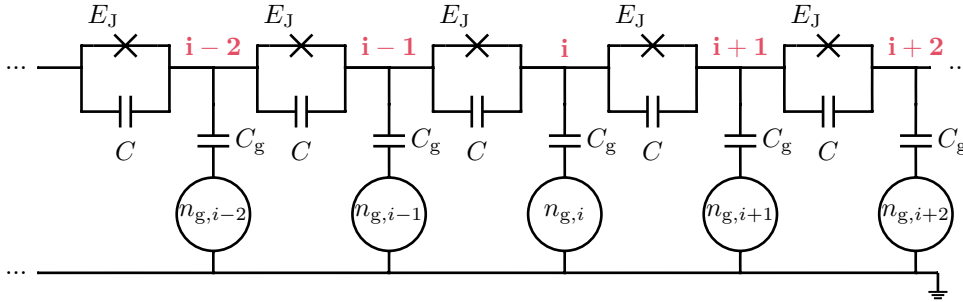 E_J E_J E_J E_J E_J
... i − 2 i − 1 i i + 1 i + 2 ...
C C_g C C_g C C_g C C_g C C_g
n_{g,i−2} n_{g,i−1} n_{g,i} n_{g,i+1} n_{g,i+2}
...